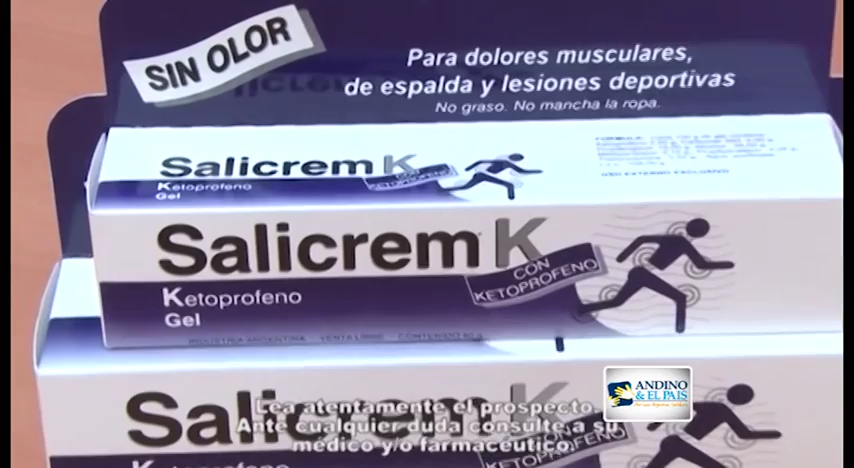 SIN OLOR
Para dolores musculares,
de espalda y lesiones deportivas
No graso. No mancha la ropa.
Salicrem K
CON
KETOPROFENO
Ketoprofeno
Gel
USO EXTERNO EXCLUSIVO
Salicrem K
CON
KETOPROFENO
Ketoprofeno
Gel
INDUSTRIA ARGENTINA VENTA LIBRE CONTENIDO
ANDINO
& EL PAIS
Salicrem K
Lea atentamente el prospecto.
Ante cualquier duda consulte a su
médico y/o farmacéutico.